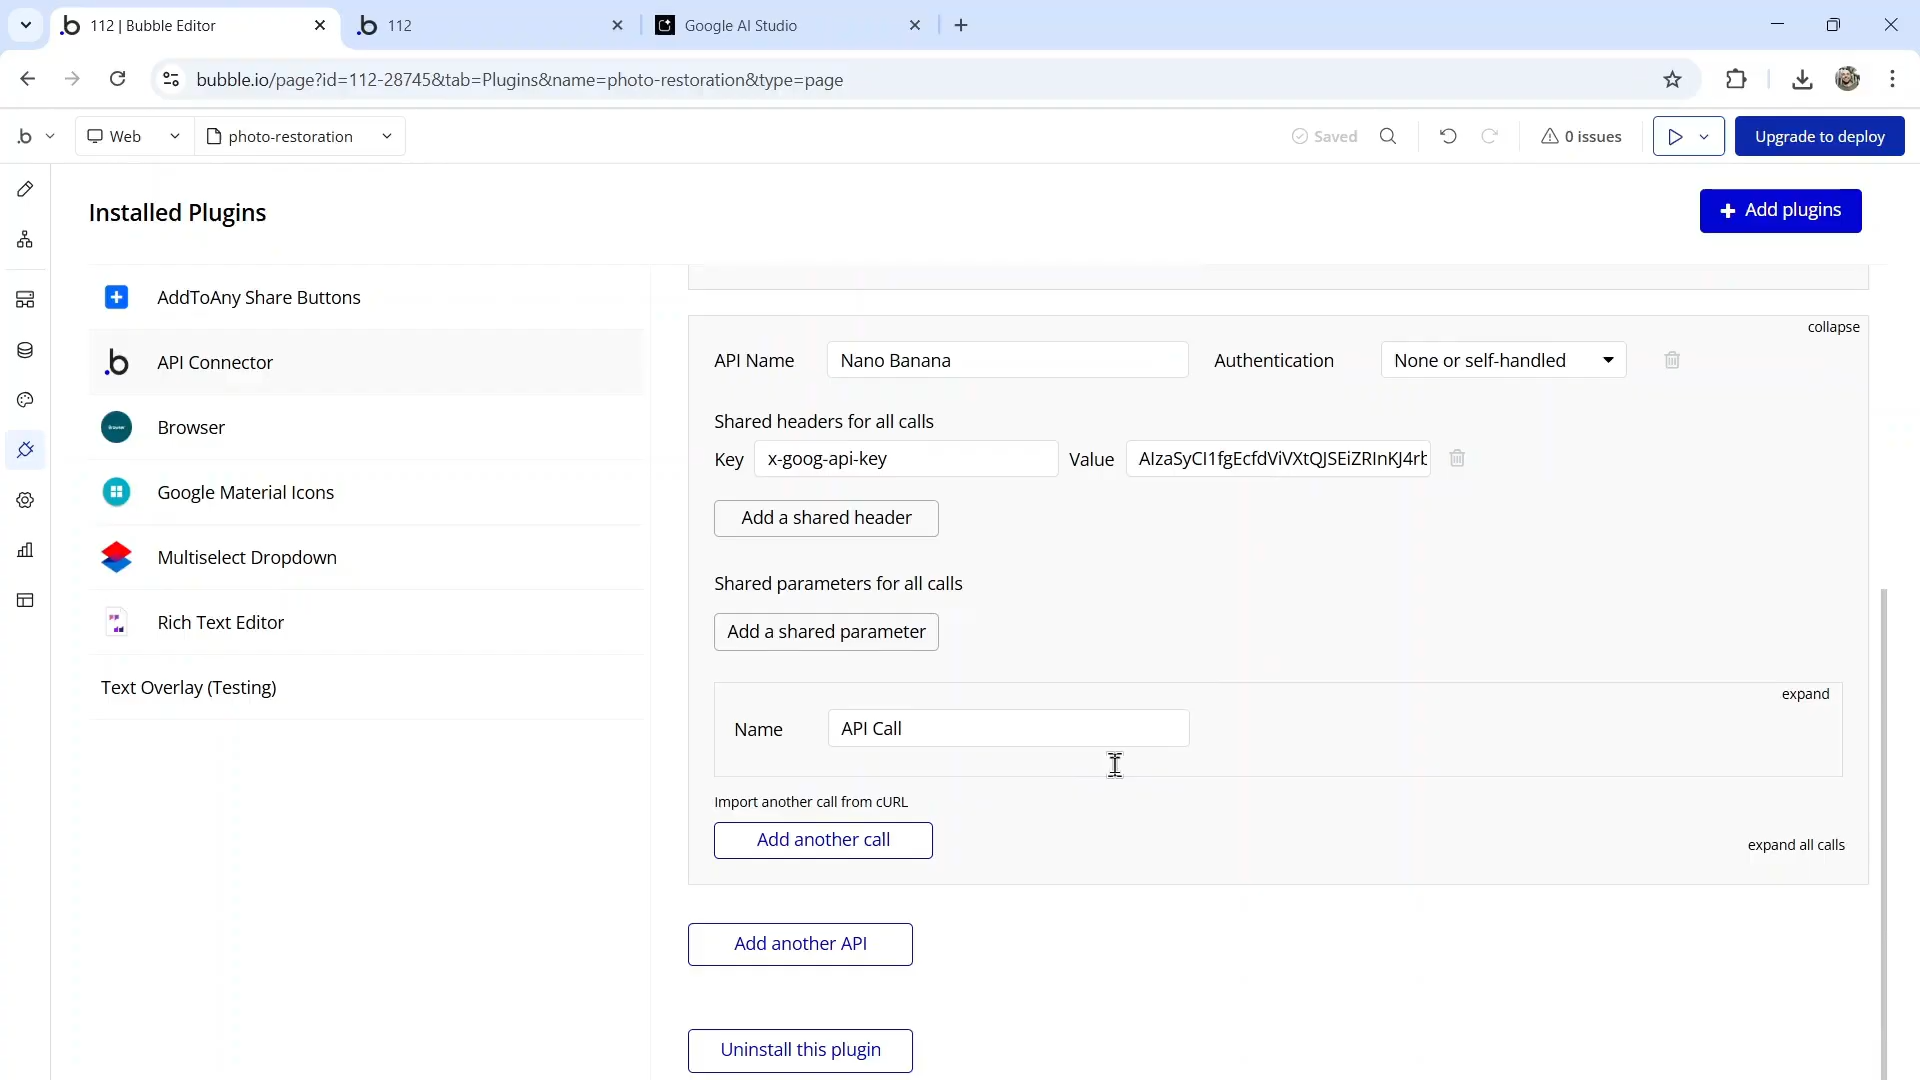 112 | Bubble Editor
112
Google AI Studio
bubble.io/page?id=112-28745&tab=Plugins&name=photo-restoration&type=page
Web
photo-restoration
Saved
0 issues
Upgrade to deploy
Installed Plugins
Add plugins
AddToAny Share Buttons
API Connector
Browser
Google Material Icons
Multiselect Dropdown
Rich Text Editor
Text Overlay (Testing)
collapse
API Name
Nano Banana
Authentication
None or self-handled
Shared headers for all calls
Key
x-goog-api-key
Value
AIzaSyCI1fgEcfdViVXtQJSEiZRInKJ4rb
Add a shared header
Shared parameters for all calls
Add a shared parameter
expand
Name
API Call
Import another call from cURL
Add another call
expand all calls
Add another API
Uninstall this plugin